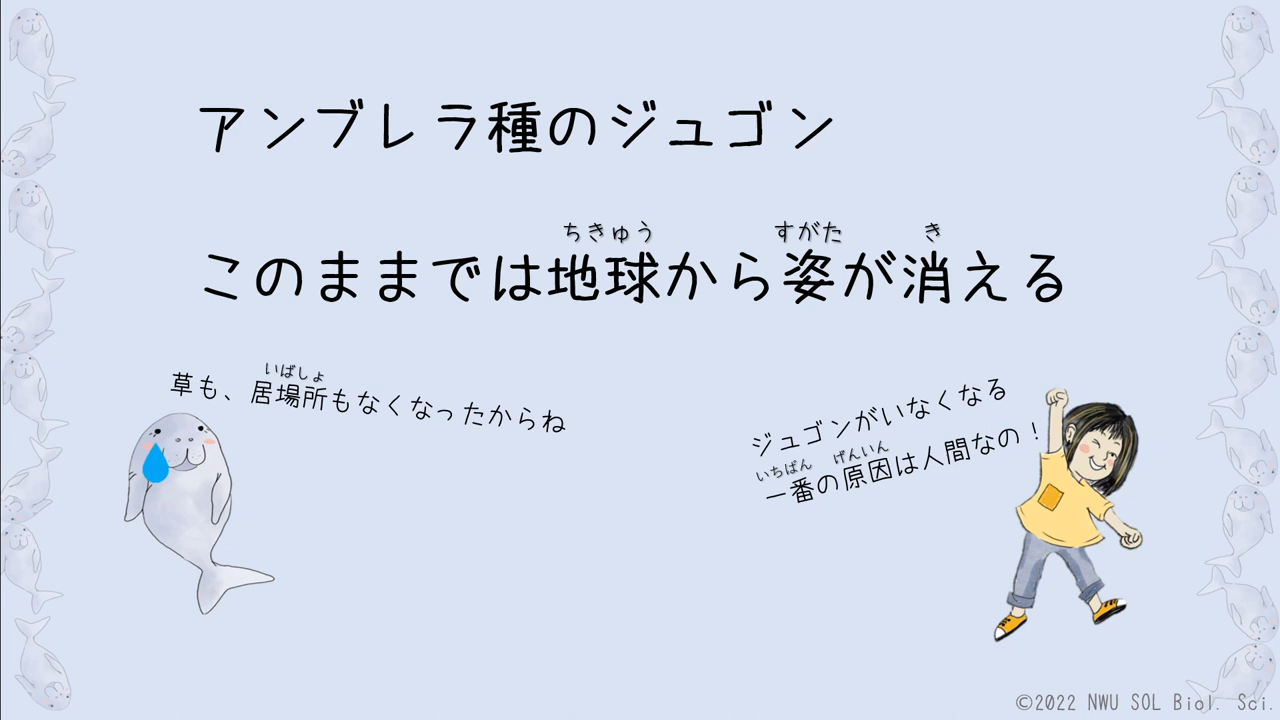 アンブレラ種のジュゴン
ちきゅう すがた き
このままでは地球から姿が消える
いばしょ
草も、居場所もなくなったからね
ジュゴンがいなくなる
いちばん げんいん
一番の原因は人間なの！
©2022 NWU SOL Biol. Sci.